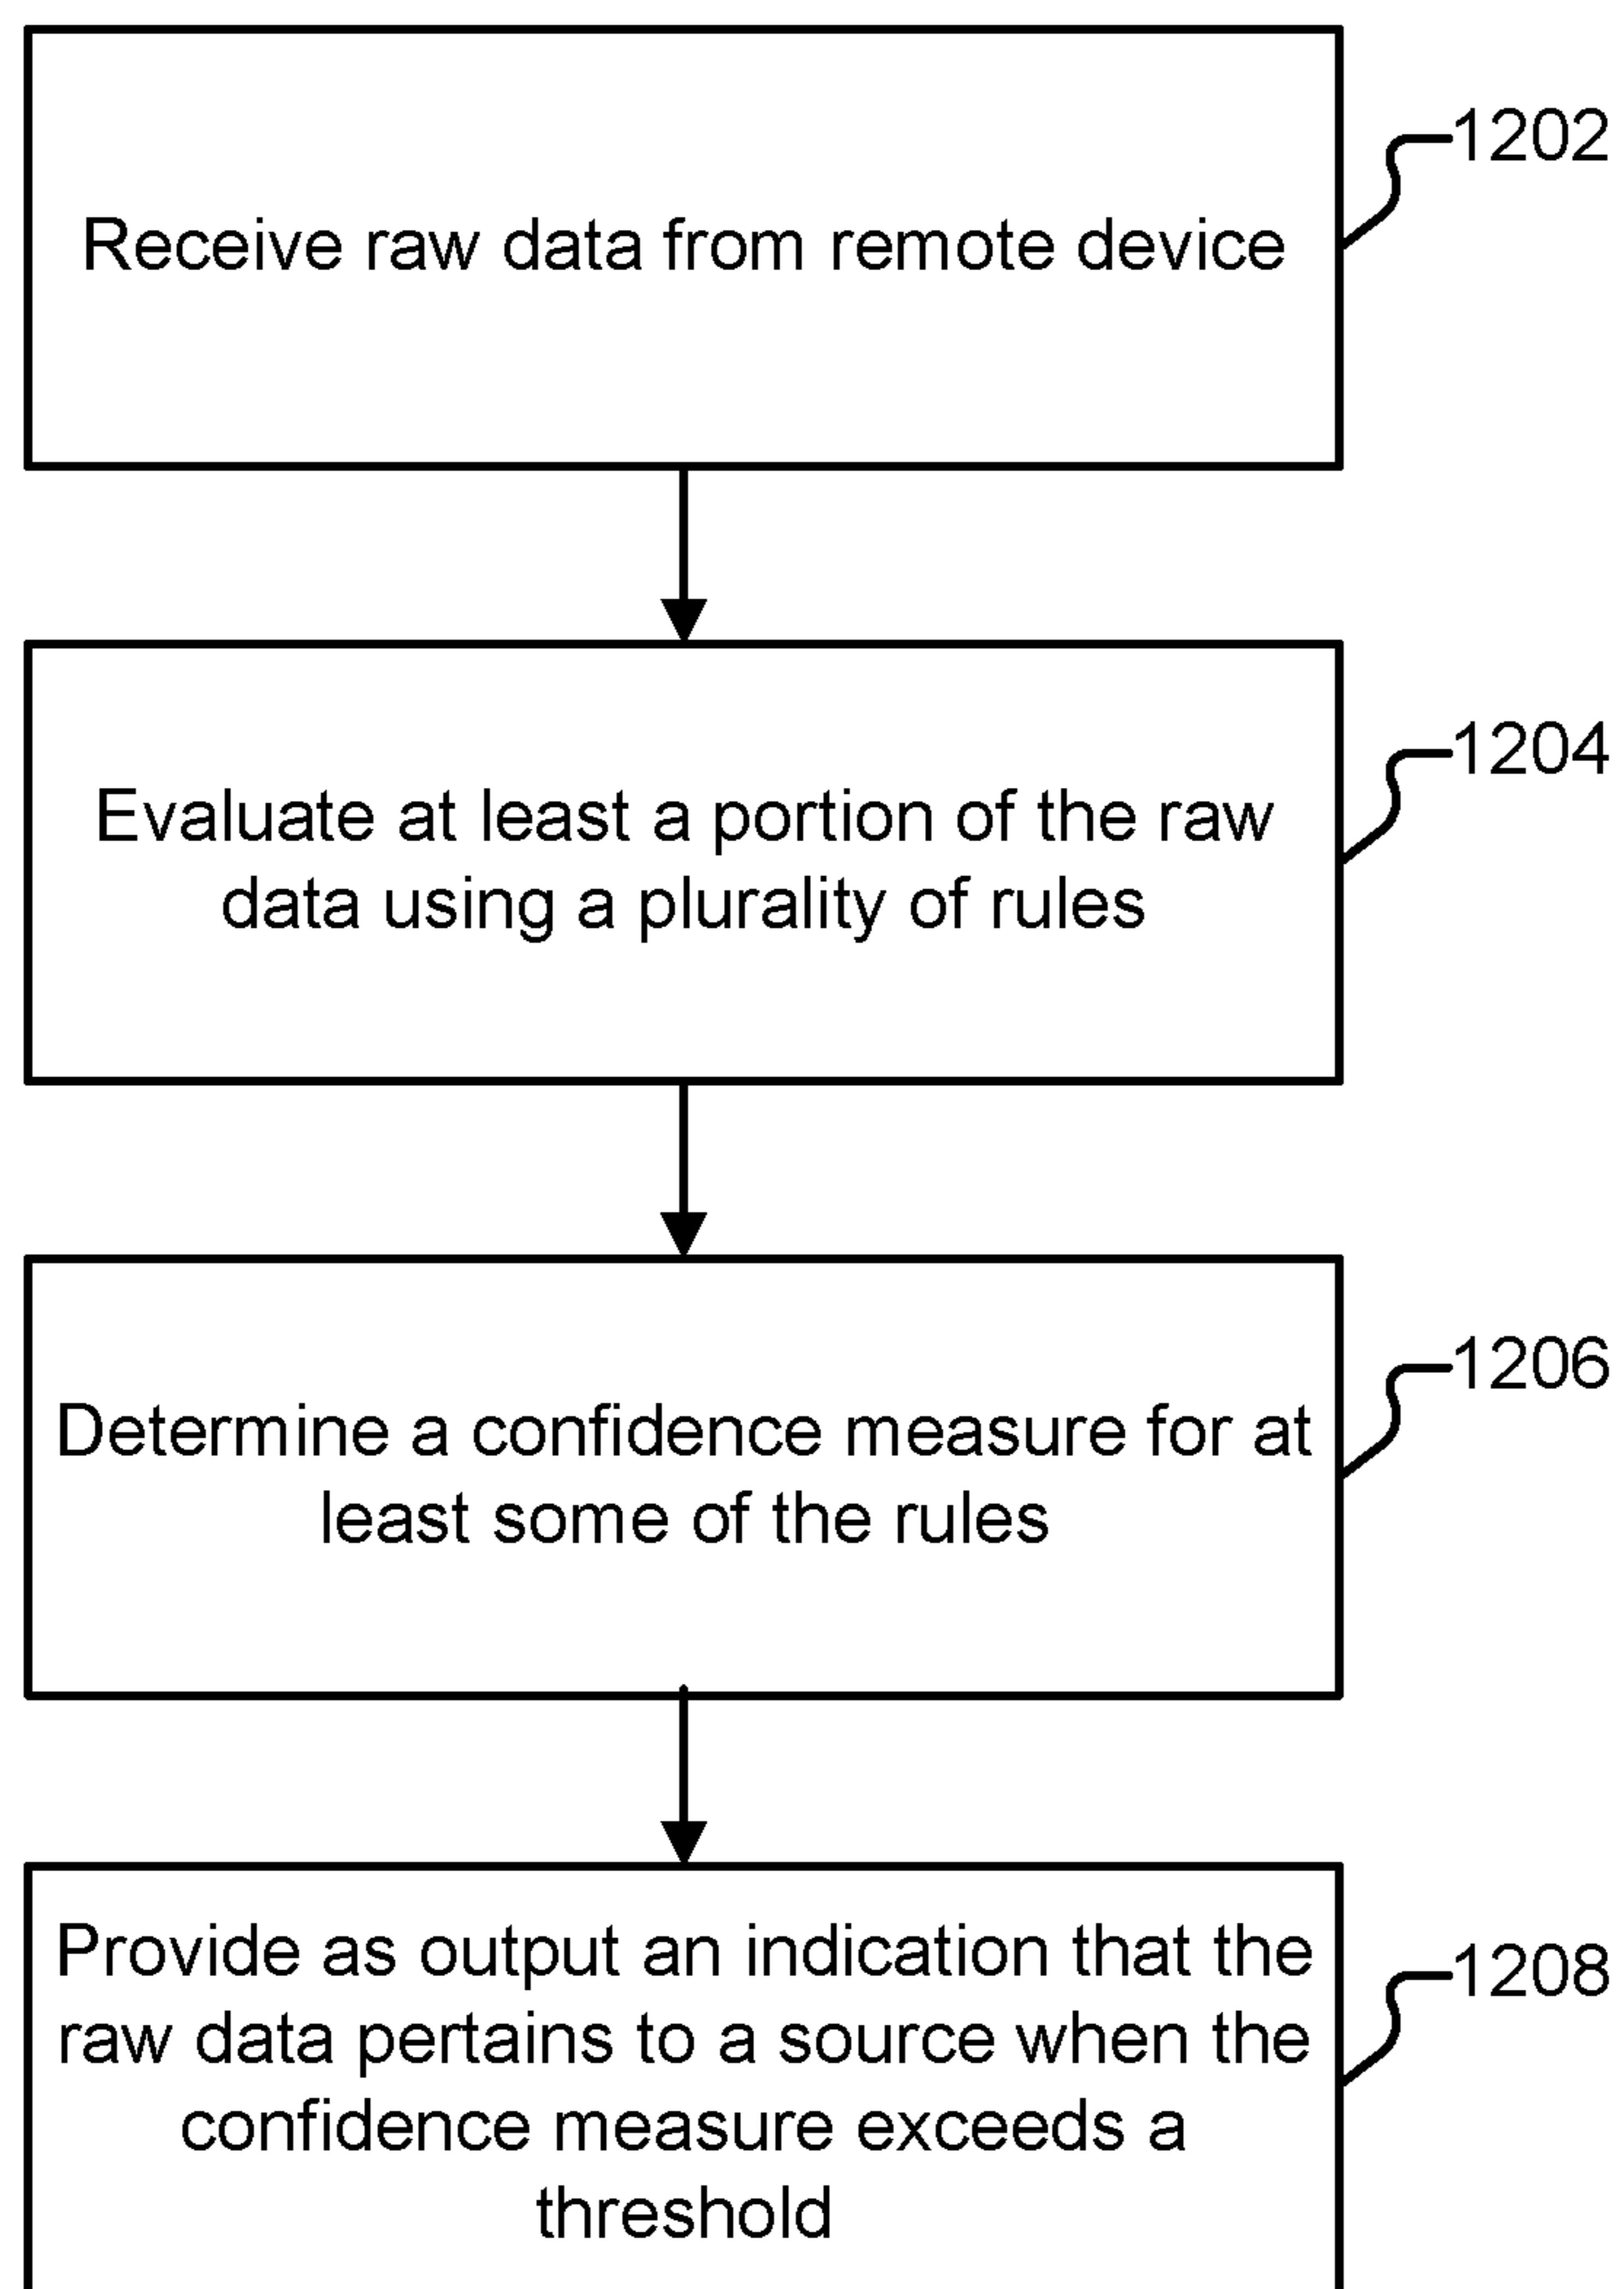 1202
Receive raw data from remote device
1204
Evaluate at least a portion of the raw
data using a plurality of rules
1206
Determine a confidence measure for at
least some of the rules
1208
Provide as output an indication that the
raw data pertains to a source when the
confidence measure exceeds a
threshold